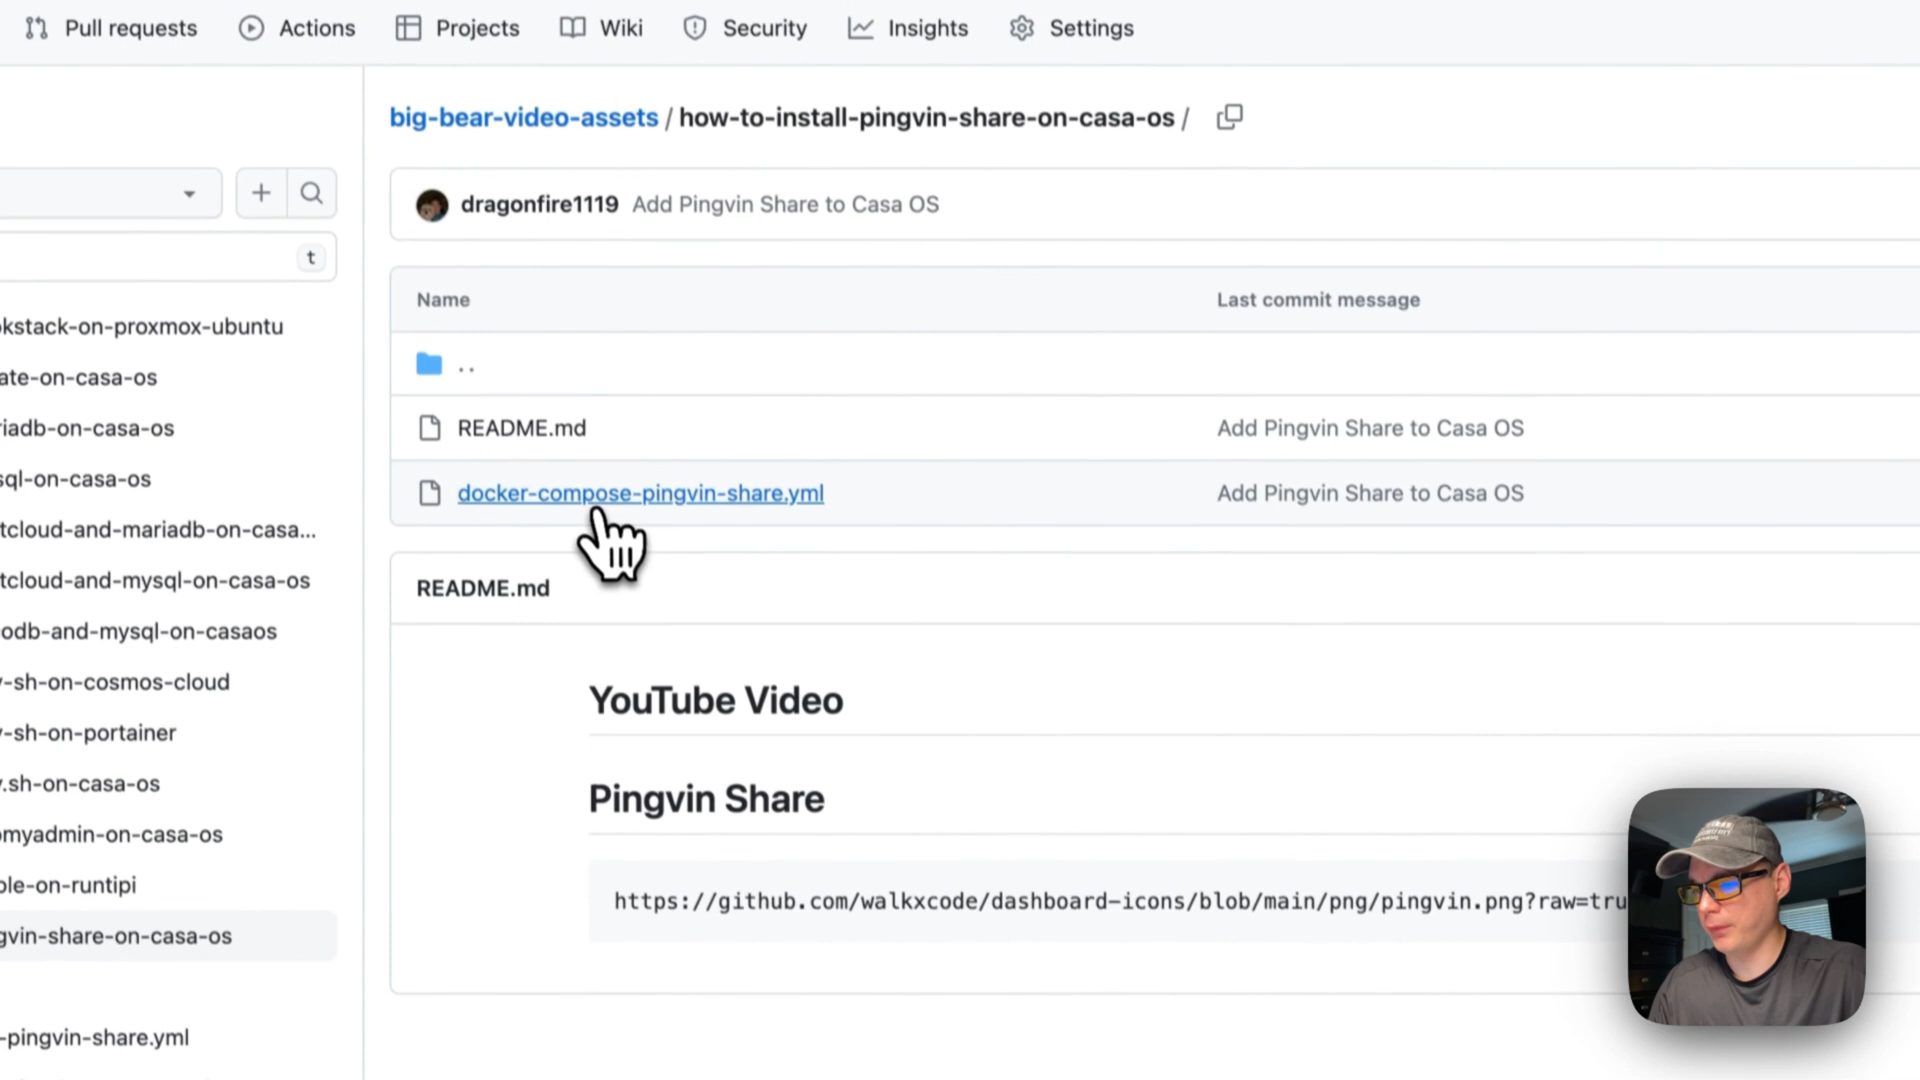 Pull requests Actions Projects Wiki Security Insights Settings
big-bear-video-assets / how-to-install-pingvin-share-on-casa-os /
dragonfire1119 Add Pingvin Share to Casa OS
t
Name Last commit message
..
README.md Add Pingvin Share to Casa OS
docker-compose-pingvin-share.yml Add Pingvin Share to Casa OS
README.md
YouTube Video
Pingvin Share
https://github.com/walkxcode/dashboard-icons/blob/main/png/pingvin.png?raw=tru
kstack-on-proxmox-ubuntu
ate-on-casa-os
iadb-on-casa-os
sql-on-casa-os
tcloud-and-mariadb-on-casa...
tcloud-and-mysql-on-casa-os
odb-and-mysql-on-casaos
-sh-on-cosmos-cloud
-sh-on-portainer
.sh-on-casa-os
omyadmin-on-casa-os
ole-on-runtipi
gvin-share-on-casa-os
-pingvin-share.yml